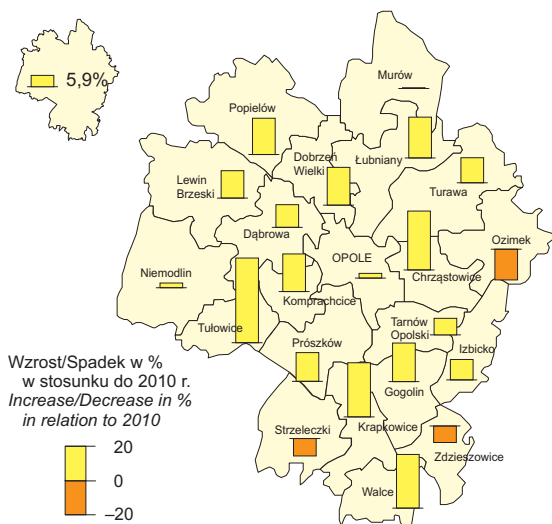 5,9%
Murów
Popielów
Dobrzeń
Wielki
Łubniany
Lewin
Brzeski
Turawa
Dąbrowa
Ozimek
OPOLE
Niemodlin
Chrząstowice
Komprachcice
Tułowice
Tarnów
Opolski
Prószków
Izbicko
Gogolin
Wzrost/Spadek w %
w stosunku do 2010 r.
Increase/Decrease in %
in relation to 2010
Strzeleczki
Krapkowice
Zdzieszowice
Walce
20
0
–20